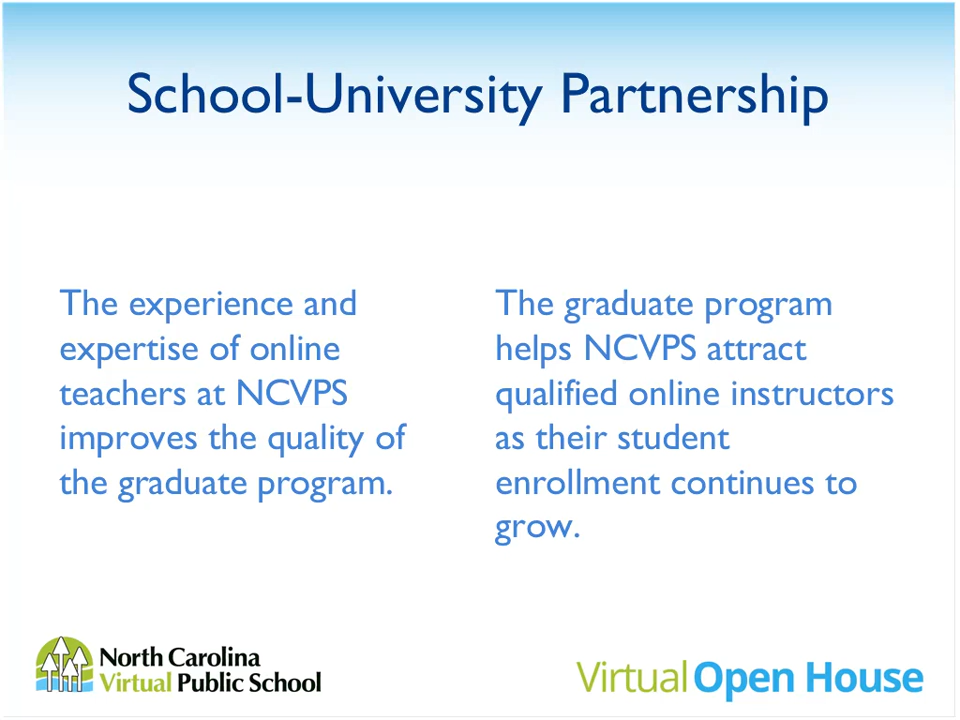 School-University Partnership
The experience and
expertise of online
teachers at NCVPS
improves the quality of
the graduate program.
The graduate program
helps NCVPS attract
qualified online instructors
as their student
enrollment continues to
grow.
North Carolina
Virtual Public School
Virtual Open House